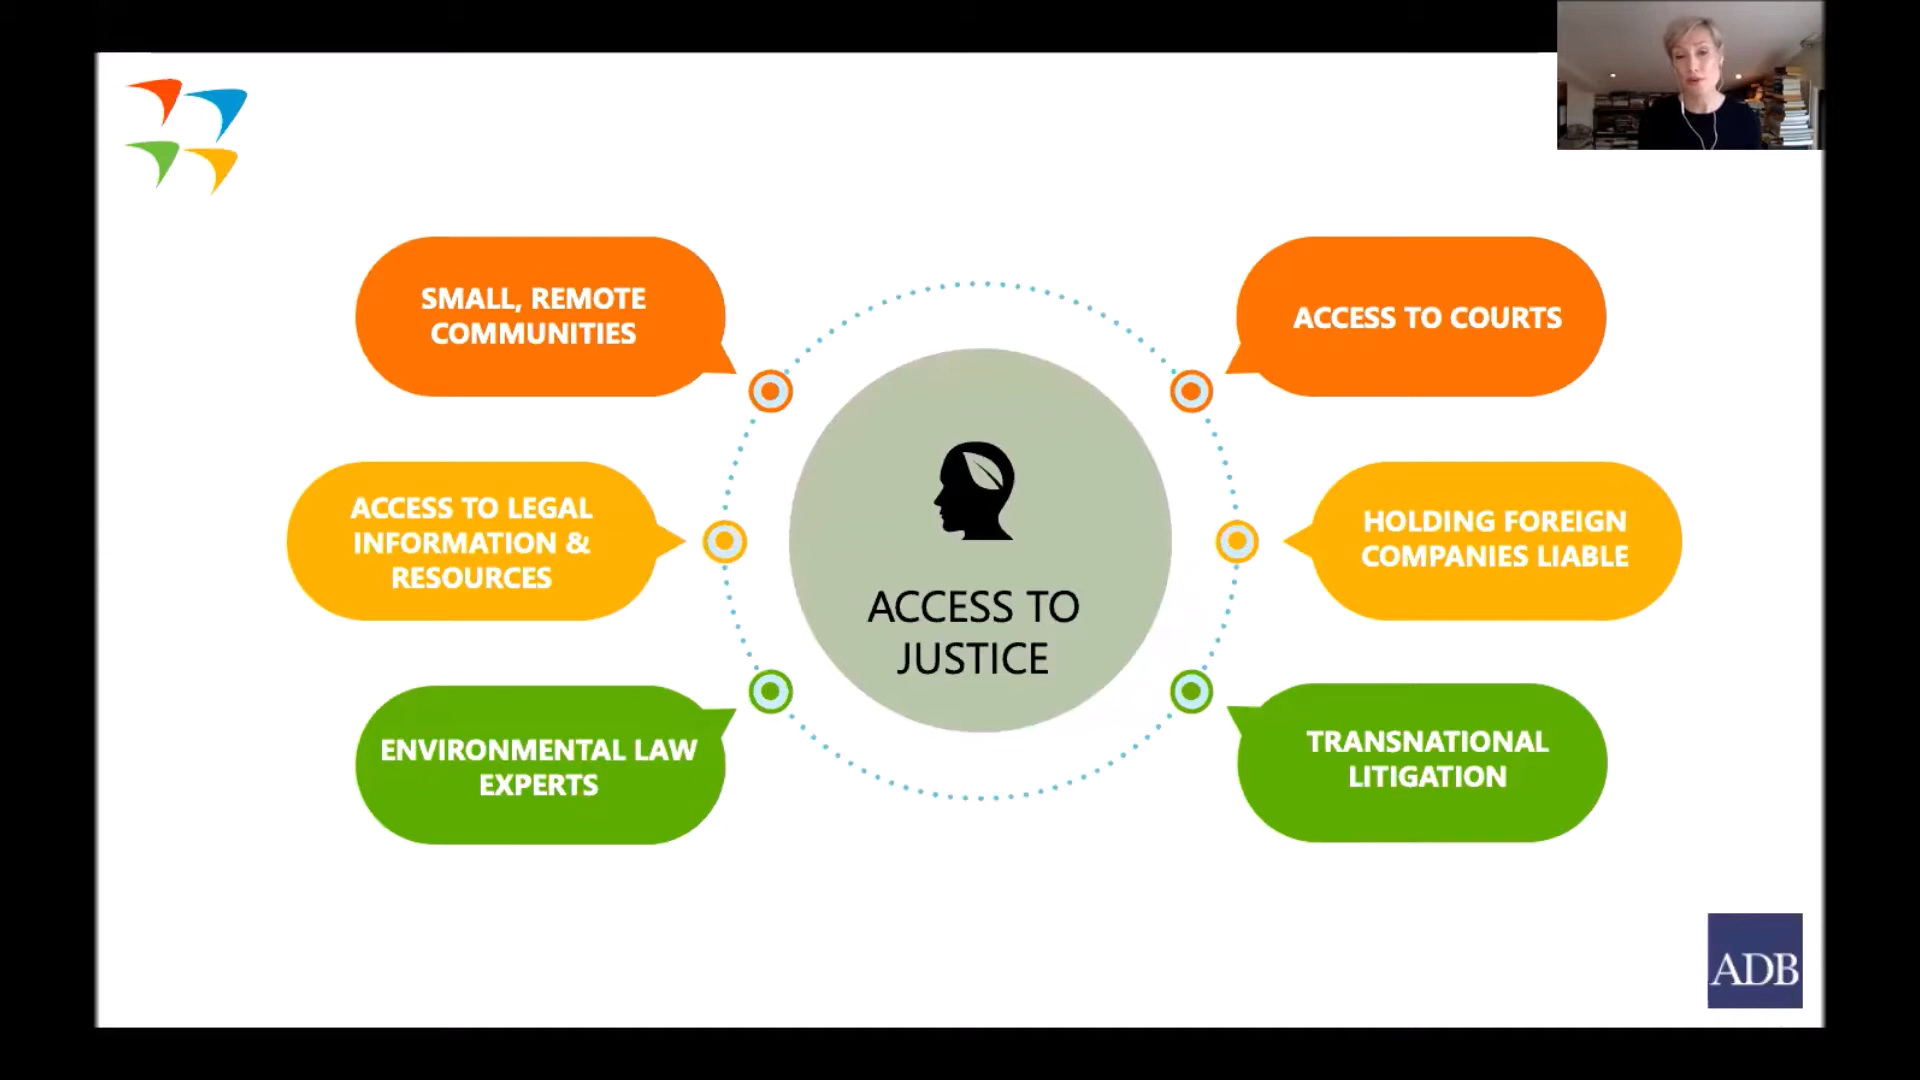 SMALL, REMOTE
COMMUNITIES
ACCESS TO COURTS
ACCESS TO LEGAL
INFORMATION &
RESOURCES
HOLDING FOREIGN
COMPANIES LIABLE
ACCESS TO
JUSTICE
ENVIRONMENTAL LAW
EXPERTS
TRANSNATIONAL
LITIGATION
ADB